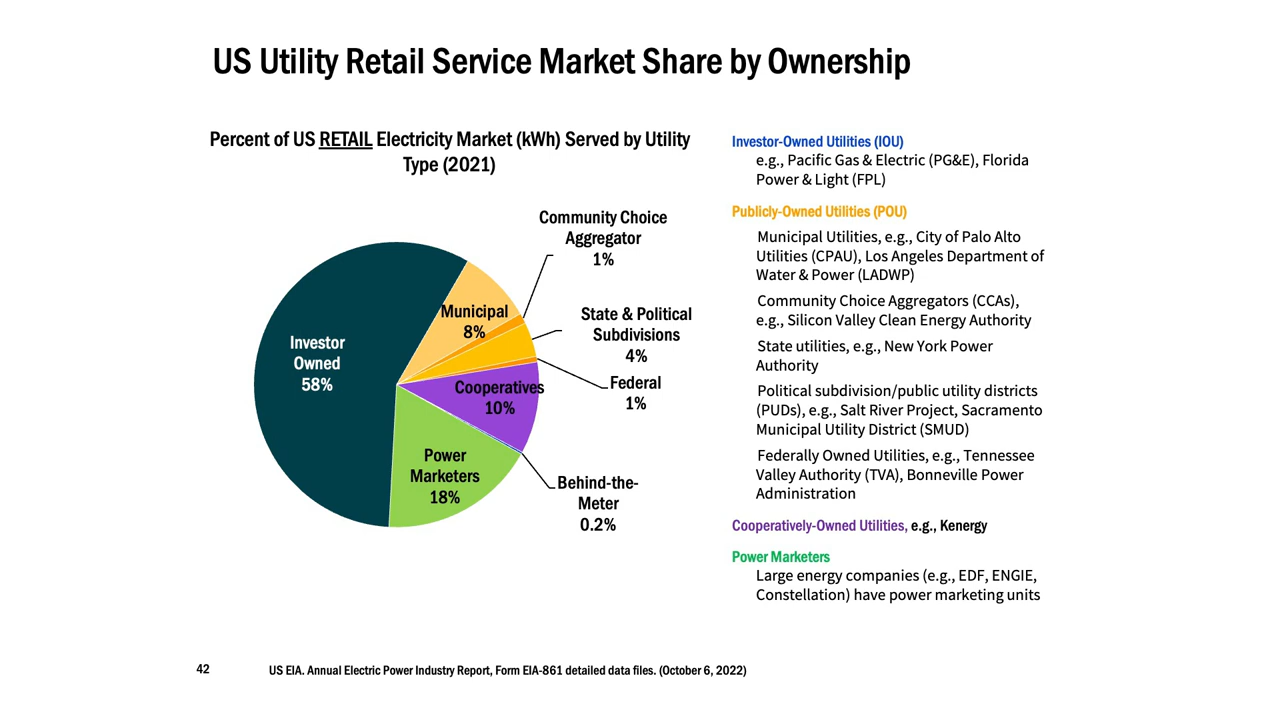 US Utility Retail Service Market Share by Ownership
Percent of US RETAIL Electricity Market (kWh) Served by Utility
Type (2021)
Community Choice
Aggregator
1%
Municipal
8%
State & Political
Subdivisions
4%
Investor
Owned
58%
Federal
1%
Cooperatives
10%
Power
Marketers
18%
Behind-the-
Meter
0.2%
Investor-Owned Utilities (IOU)
e.g., Pacific Gas & Electric (PG&E), Florida
Power & Light (FPL)
Publicly-Owned Utilities (POU)
Municipal Utilities, e.g., City of Palo Alto
Utilities (CPAU), Los Angeles Department of
Water & Power (LADWP)
Community Choice Aggregators (CCAs),
e.g., Silicon Valley Clean Energy Authority
State utilities, e.g., New York Power
Authority
Political subdivision/public utility districts
(PUDs), e.g., Salt River Project, Sacramento
Municipal Utility District (SMUD)
Federally Owned Utilities, e.g., Tennessee
Valley Authority (TVA), Bonneville Power
Administration
Cooperatively-Owned Utilities, e.g., Kenergy
Power Marketers
Large energy companies (e.g., EDF, ENGIE,
Constellation) have power marketing units
42
US EIA. Annual Electric Power Industry Report, Form EIA-861 detailed data files. (October 6, 2022)